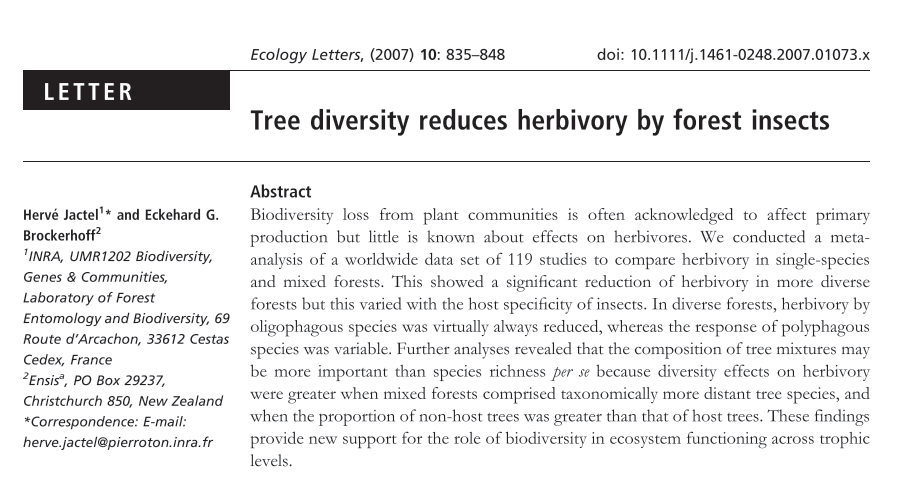 Ecology Letters, (2007) 10: 835–848 doi: 10.1111/j.1461-0248.2007.01073.x
LETTER
Tree diversity reduces herbivory by forest insects
Hervé Jactel1* and Eckehard G.
Brockerhoff2
1INRA, UMR1202 Biodiversity,
Genes & Communities,
Laboratory of Forest
Entomology and Biodiversity, 69
Route d'Arcachon, 33612 Cestas
Cedex, France
2Ensisa, PO Box 29237,
Christchurch 850, New Zealand
*Correspondence: E-mail:
herve.jactel@pierroton.inra.fr
Abstract
Biodiversity loss from plant communities is often acknowledged to affect primary
production but little is known about effects on herbivores. We conducted a meta-
analysis of a worldwide data set of 119 studies to compare herbivory in single-species
and mixed forests. This showed a significant reduction of herbivory in more diverse
forests but this varied with the host specificity of insects. In diverse forests, herbivory by
oligophagous species was virtually always reduced, whereas the response of polyphagous
species was variable. Further analyses revealed that the composition of tree mixtures may
be more important than species richness per se because diversity effects on herbivory
were greater when mixed forests comprised taxonomically more distant tree species, and
when the proportion of non-host trees was greater than that of host trees. These findings
provide new support for the role of biodiversity in ecosystem functioning across trophic
levels.